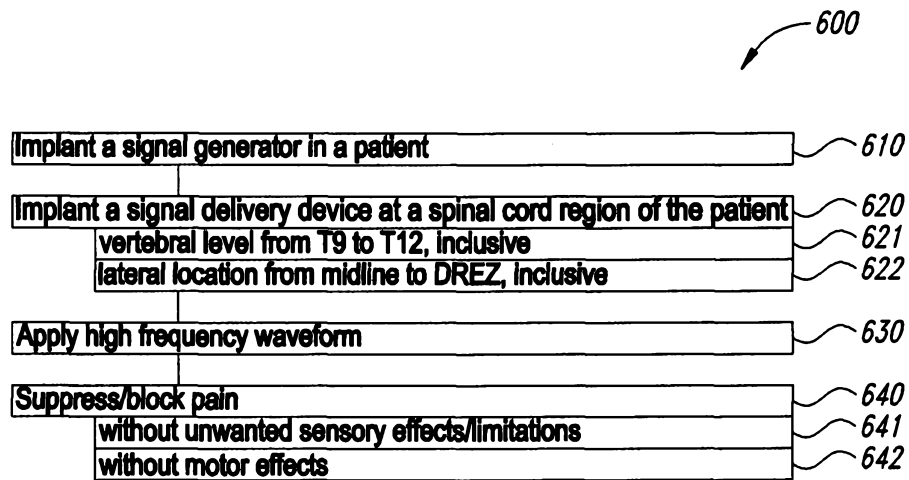 600
Implant a signal generator in a patient 610
Implant a signal delivery device at a spinal cord region of the patient 620
vertebral level from T9 to T12, inclusive 621
lateral location from midline to DREZ, inclusive 622
Apply high frequency waveform 630
Suppress/block pain 640
without unwanted sensory effects/limitations 641
without motor effects 642